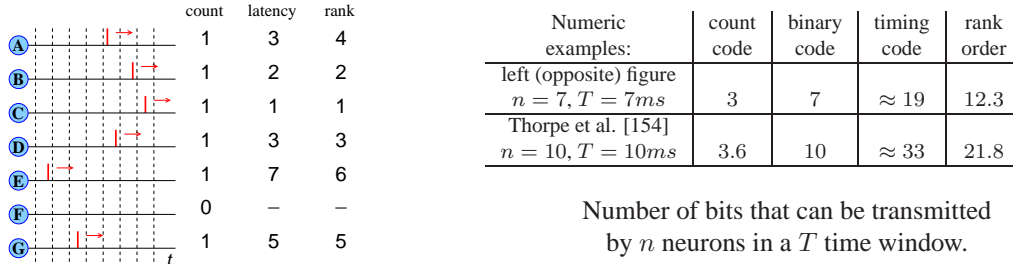 count latency rank
A 1 3 4
B 1 2 2
C 1 1 1
D 1 3 3
E 1 7 6
F 0 – –
G 1 5 5
t
Numeric count binary timing rank
examples: code code code order
left (opposite) figure
n = 7, T = 7ms 3 7 ≈ 19 12.3
Thorpe et al. [154]
n = 10, T = 10ms 3.6 10 ≈ 33 21.8
Number of bits that can be transmitted
by n neurons in a T time window.